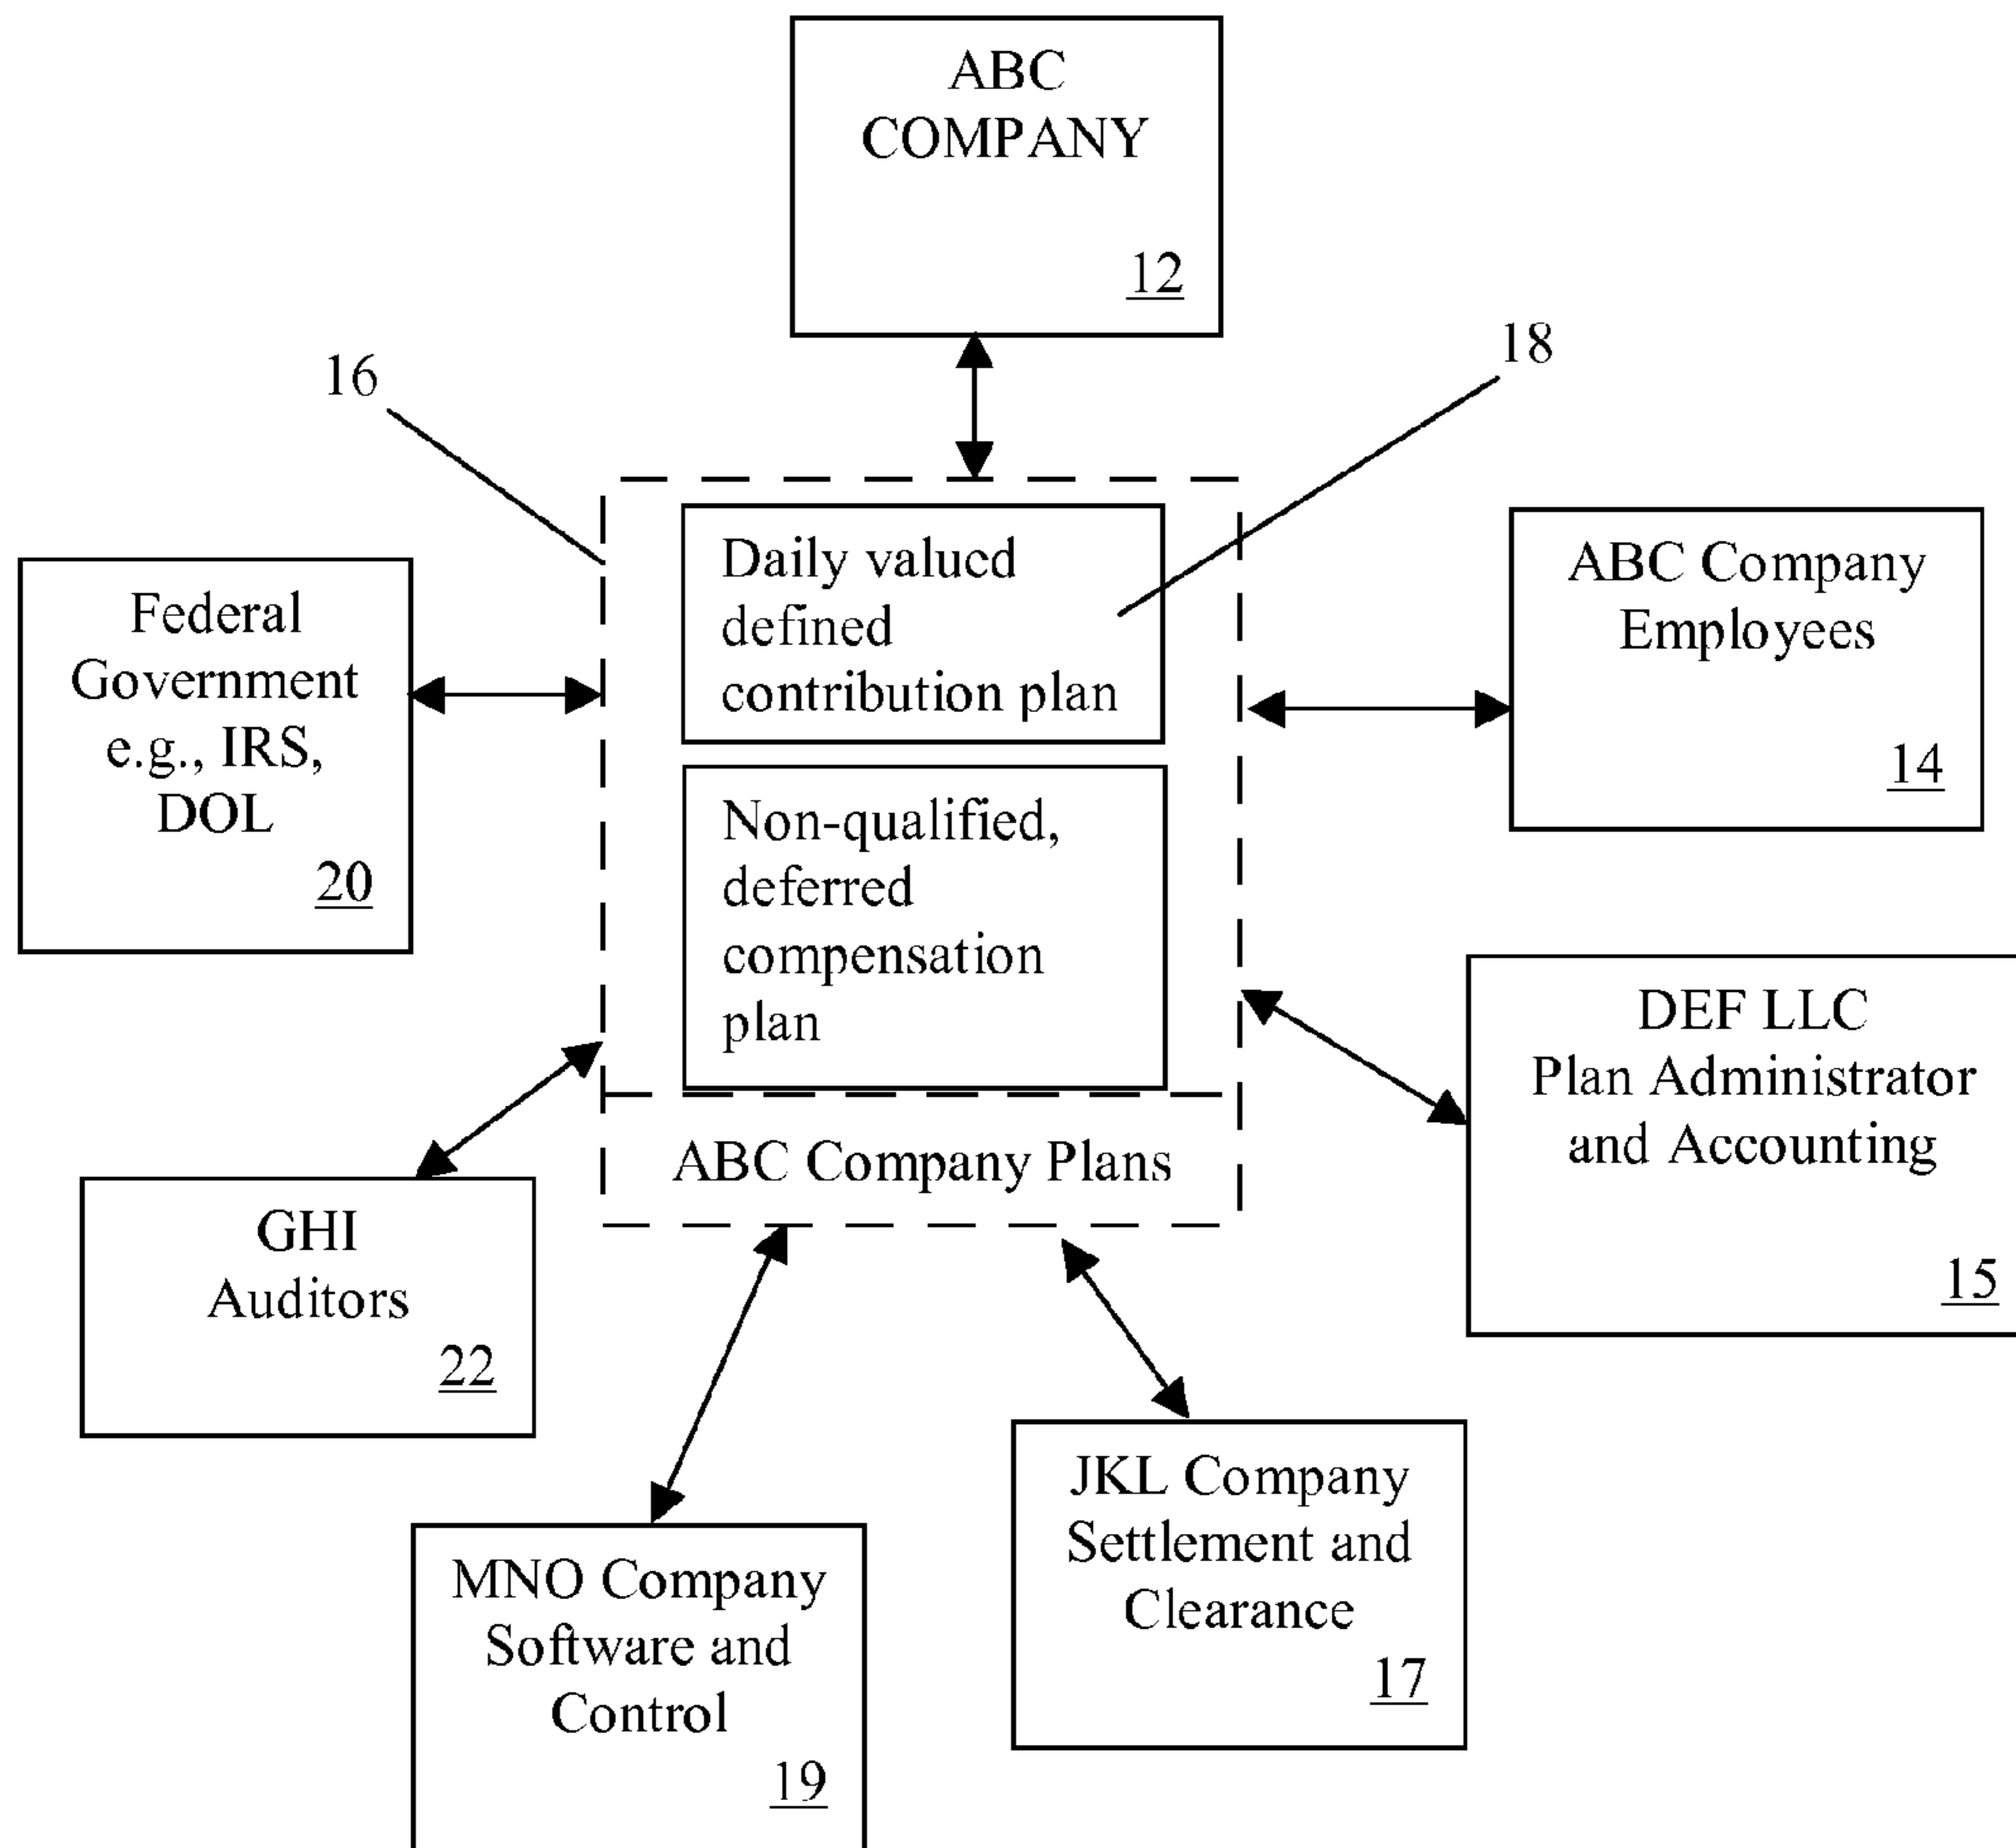 ABC
COMPANY
12
16
18
Daily valued
defined
contribution plan
Non-qualified,
deferred
compensation
plan
ABC Company Plans
Federal
Government
e.g., IRS,
DOL
20
ABC Company
Employees
14
DEF LLC
Plan Administrator
and Accounting
15
GHI
Auditors
22
MNO Company
Software and
Control
19
JKL Company
Settlement and
Clearance
17